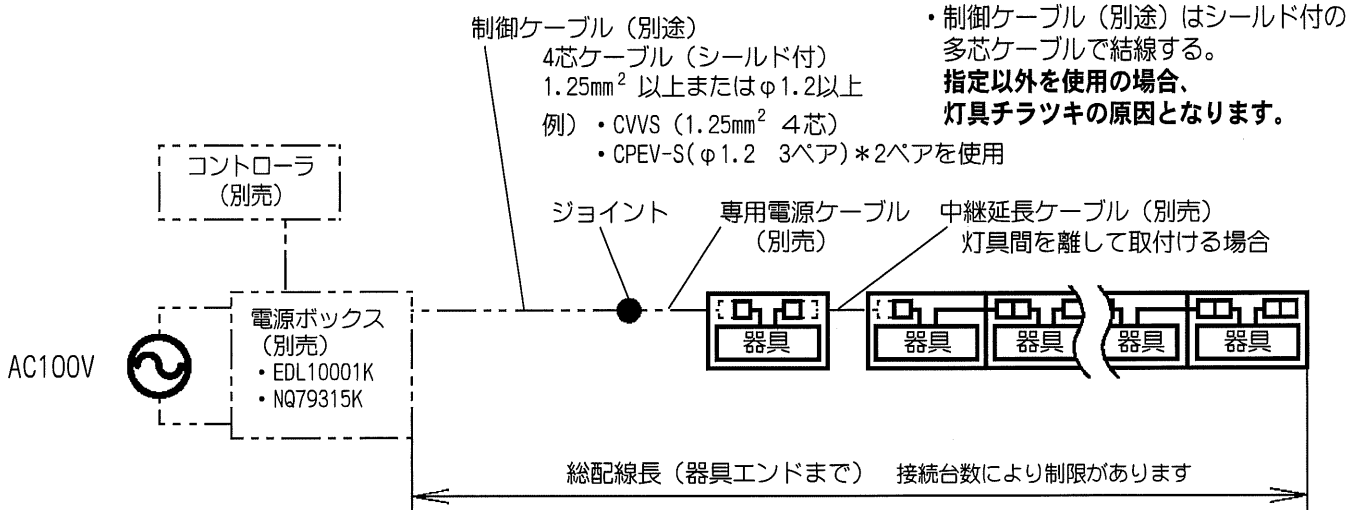 制御ケーブル（別途）
4芯ケーブル（シールド付）
1.25mm² 以上またはφ1.2以上
例）・CVVS（1.25mm² 4芯）
・CPEV-S(φ1.2 3ペア)＊2ペアを使用
・制御ケーブル（別途）はシールド付の
多芯ケーブルで結線する。
指定以外を使用の場合、
灯具チラツキの原因となります。
コントローラ
（別売）
ジョイント
専用電源ケーブル
（別売）
中継延長ケーブル（別売）
灯具間を離して取付ける場合
電源ボックス
（別売）
・EDL10001K
・NQ79315K
AC100V
器具
器具
器具
器具
器具
総配線長（器具エンドまで） 接続台数により制限があります